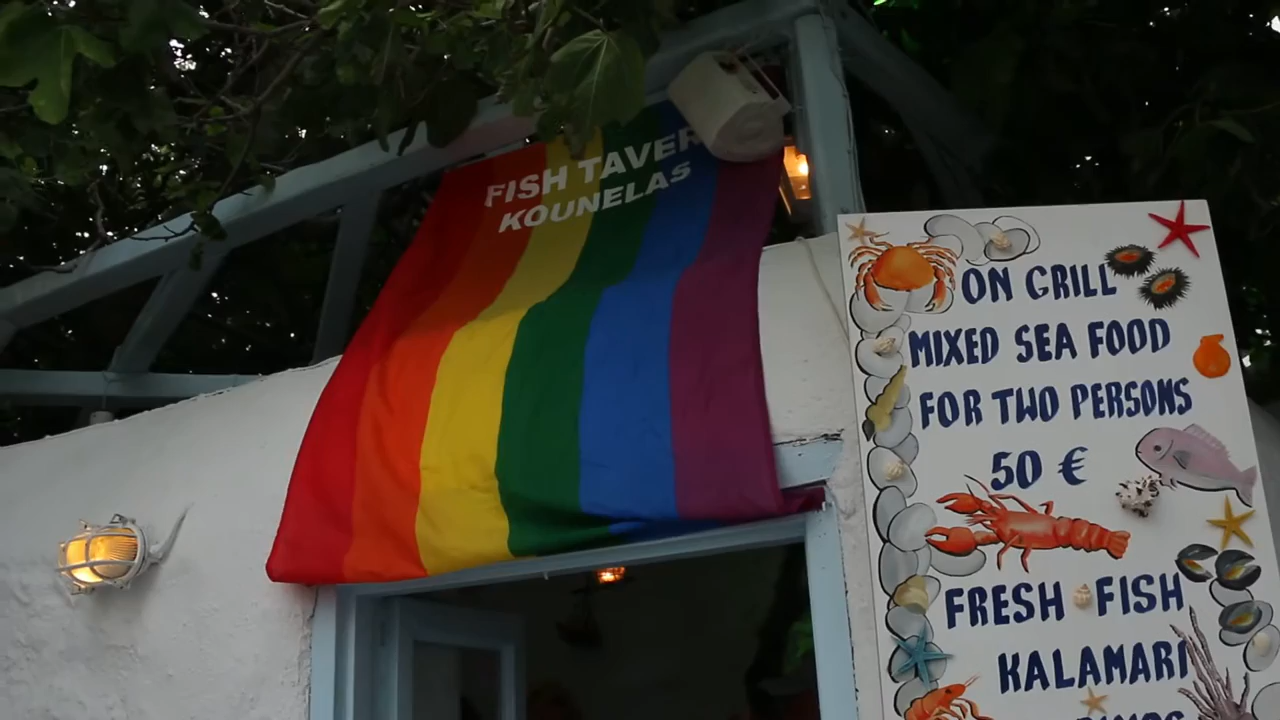 FISH TAVER
KOUNELAS
ON GRILL
MIXED SEA FOOD
FOR TWO PERSONS
50 €
FRESH FISH
KALAMARI